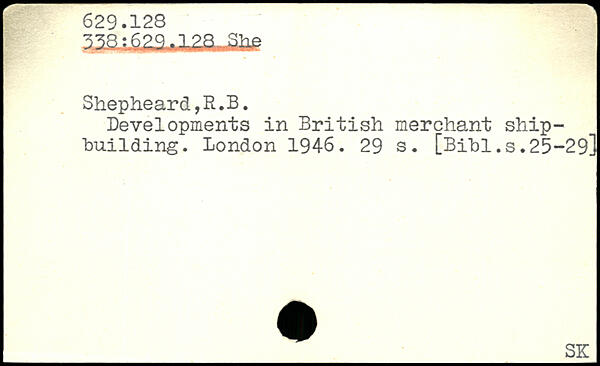 629.128
338:629.128 She
Shepheard,R.B.
Developments in British merchant ship-
building. London 1946. 29 s. [Bibl.s.25-29]
SK